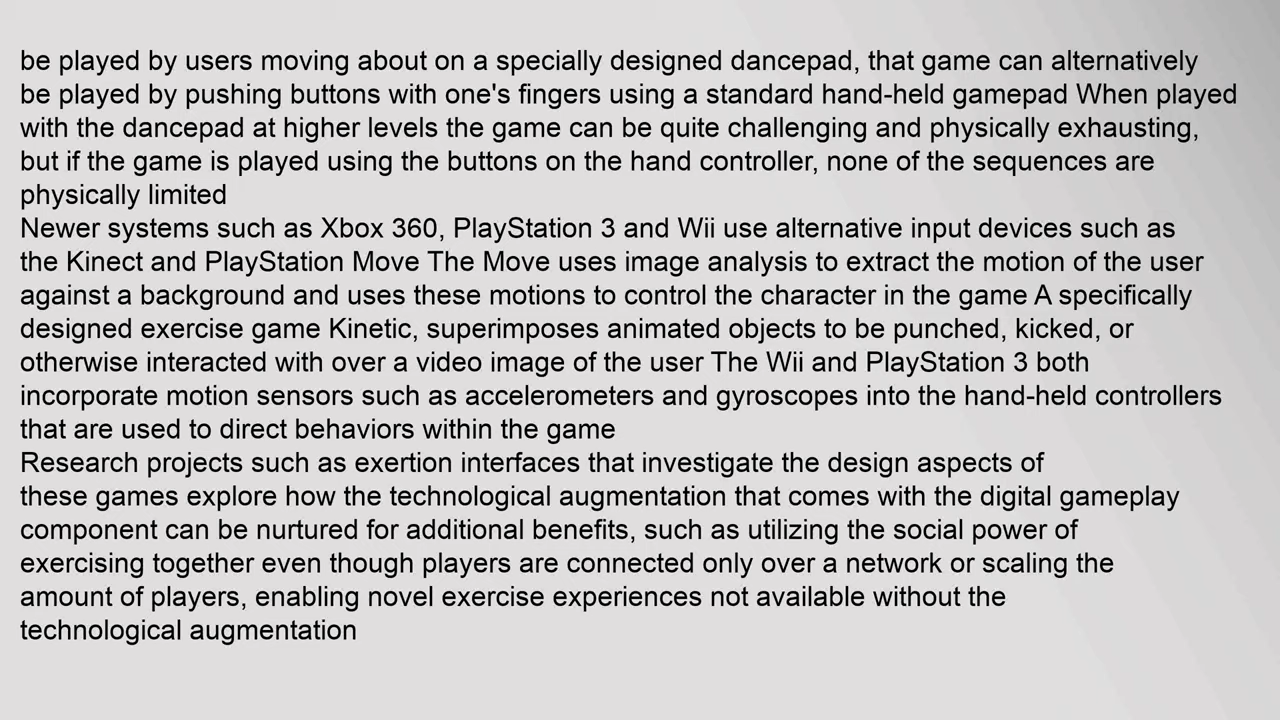 be played by users moving about on a specially designed dancepad, that game can alternatively
be played by pushing buttons with one's fingers using a standard hand-held gamepad When played
with the dancepad at higher levels the game can be quite challenging and physically exhausting,
but if the game is played using the buttons on the hand controller, none of the sequences are
physically limited
Newer systems such as Xbox 360, PlayStation 3 and Wii use alternative input devices such as
the Kinect and PlayStation Move The Move uses image analysis to extract the motion of the user
against a background and uses these motions to control the character in the game A specifically
designed exercise game Kinetic, superimposes animated objects to be punched, kicked, or
otherwise interacted with over a video image of the user The Wii and PlayStation 3 both
incorporate motion sensors such as accelerometers and gyroscopes into the hand-held controllers
that are used to direct behaviors within the game
Research projects such as exertion interfaces that investigate the design aspects of
these games explore how the technological augmentation that comes with the digital gameplay
component can be nurtured for additional benefits, such as utilizing the social power of
exercising together even though players are connected only over a network or scaling the
amount of players, enabling novel exercise experiences not available without the
technological augmentation